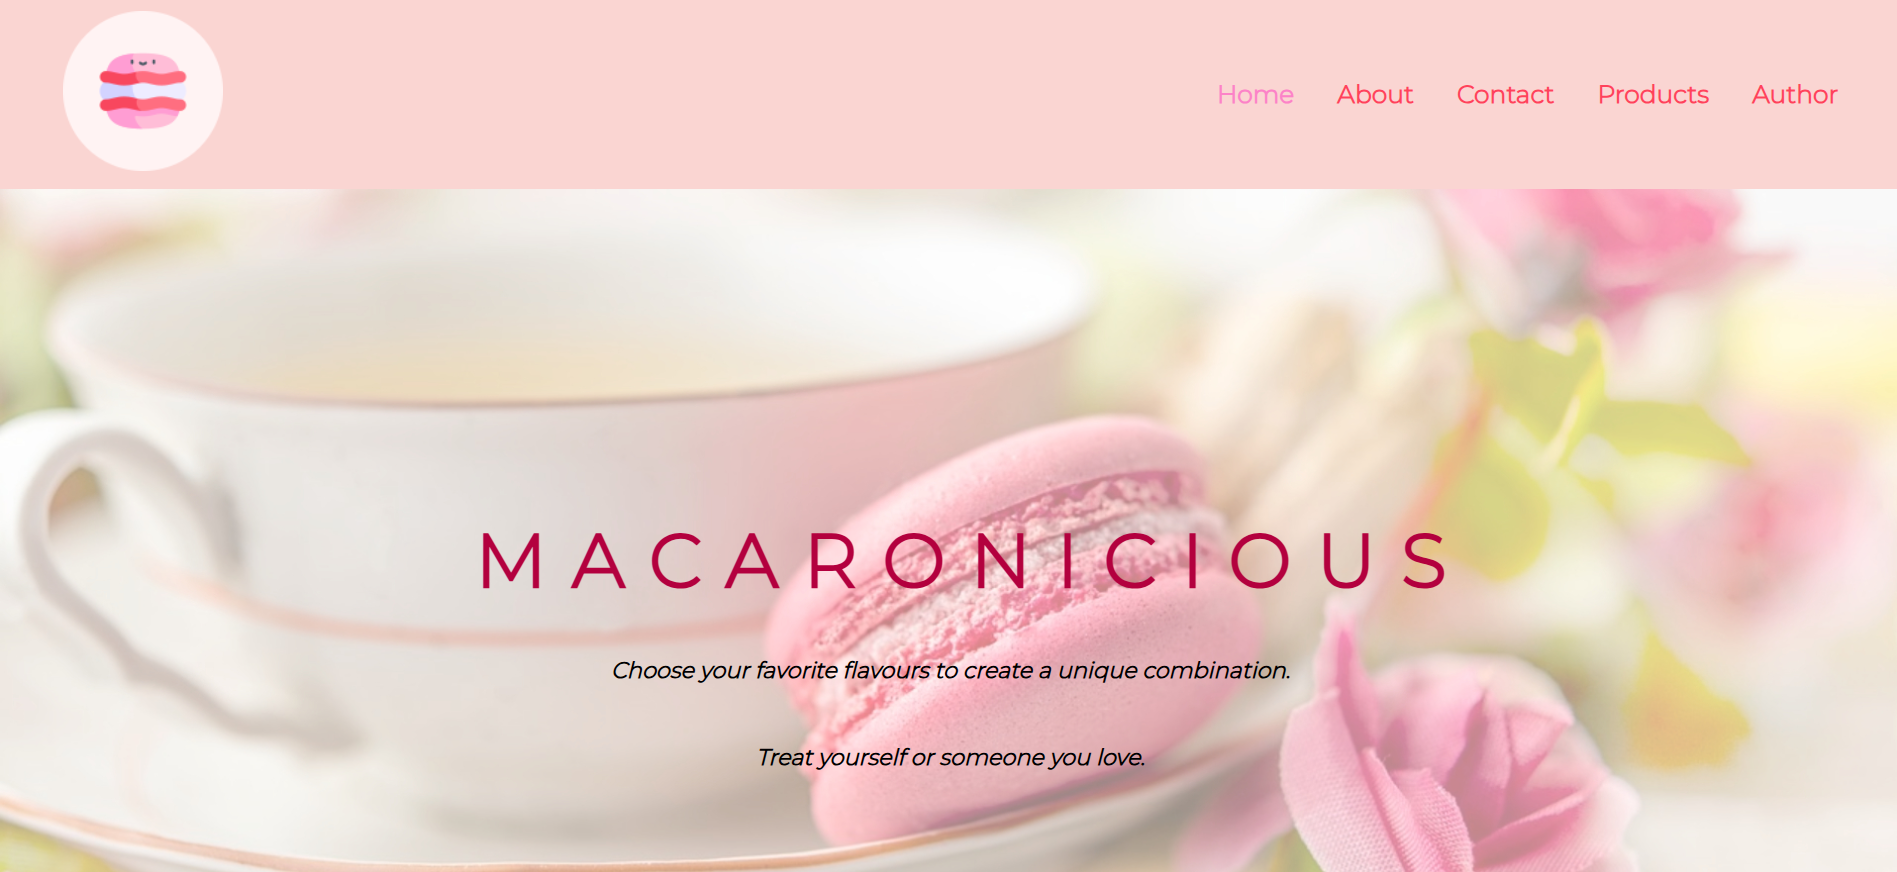 Home About Contact Products Author
MACARONICIOUS
Choose your favorite flavours to create a unique combination.
Treat yourself or someone you love.